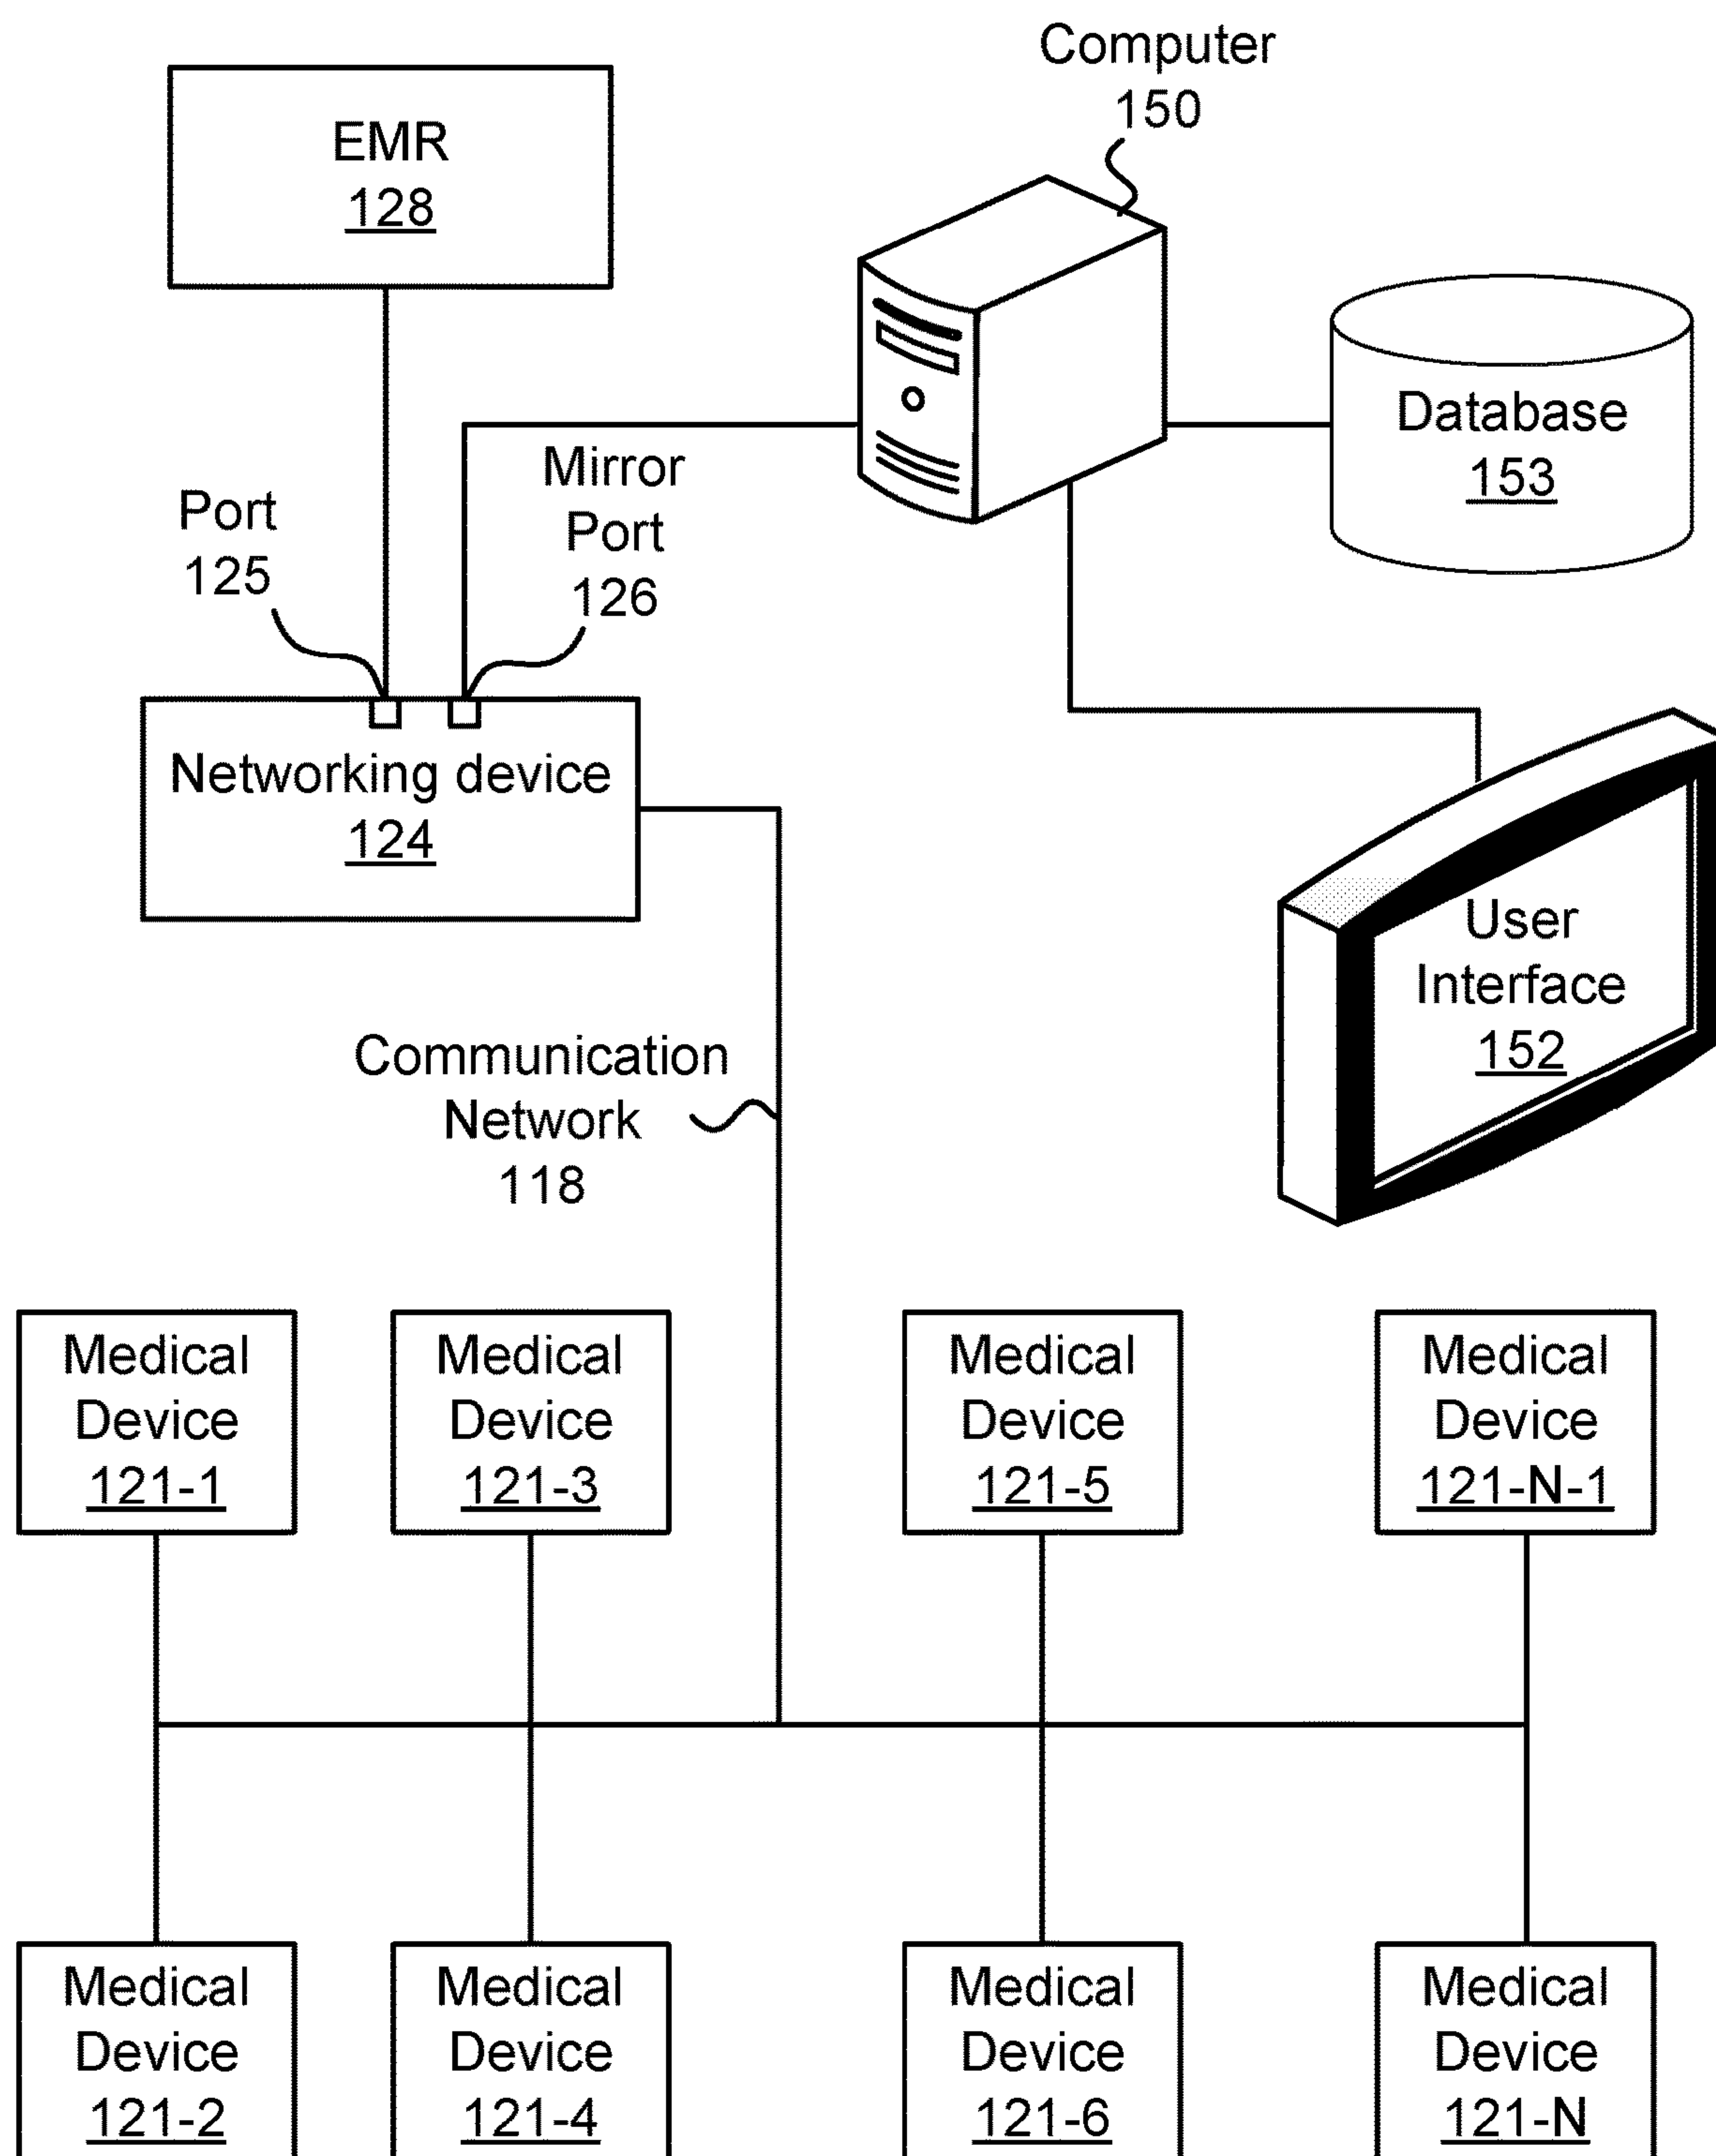 Computer
150
EMR
128
Database
153
Mirror
Port
126
Port
125
Networking device
124
User
Interface
152
Communication
Network
118
Medical
Device
121-1
Medical
Device
121-3
Medical
Device
121-5
Medical
Device
121-N-1
Medical
Device
121-2
Medical
Device
121-4
Medical
Device
121-6
Medical
Device
121-N